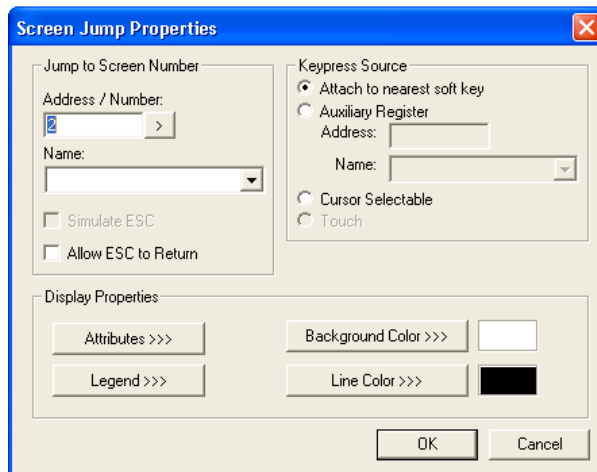 Screen Jump Properties
Jump to Screen Number
Address / Number:
2
>
Name:
Simulate ESC
Allow ESC to Return
Keypress Source
Attach to nearest soft key
Auxiliary Register
Address:
Name:
Cursor Selectable
Touch
Display Properties
Attributes >>>
Background Color >>>
Legend >>>
Line Color >>>
OK
Cancel